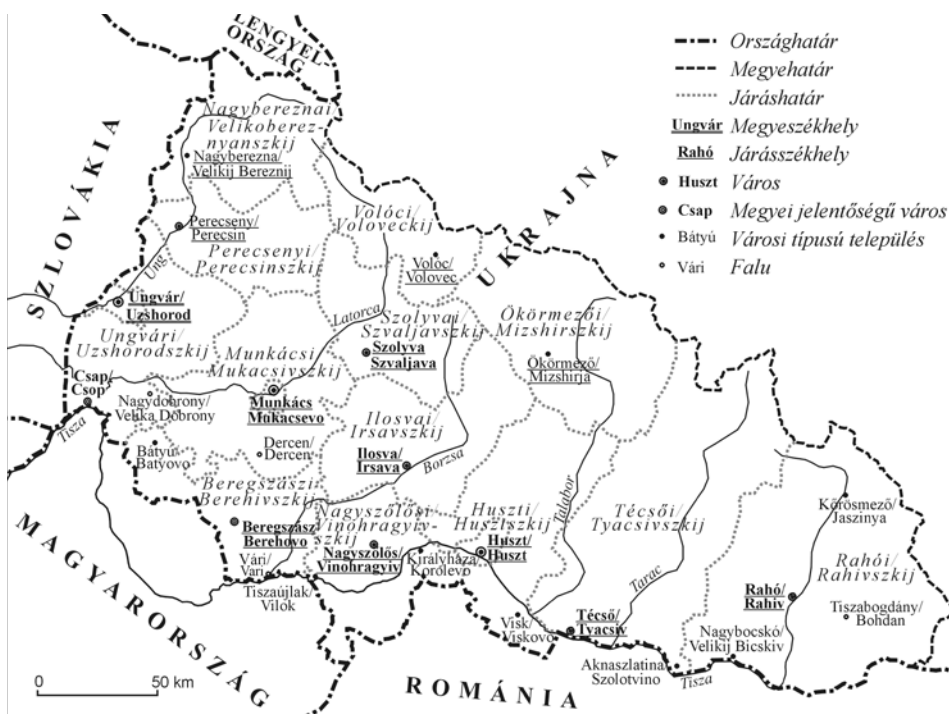 LENGYEL-
ORSZÁG
SZLOVÁKIA
UKRAJNA
MAGYARORSZÁG
ROMÁNIA
Országhatár
Megyehatár
Járáshatár
Ungvár Megyeszékhely
Rahó Járásszékhely
Huszt Város
Csap Megyei jelentőségű város
Bátyú Városi típusú település
Vári Falu
Nagybereznai/
Velikoberez-
nyanszkij
Nagyberezna/
Velikij Bereznij
Perecseny/
Perecsin
Perecsenyi/
Perecsinszkij
Ung
Volóci/
Voloveckij
Volóc/
Volovec
Ungvár/
Uzshorod
Ungvári/
Uzshorodszkij
Latorca
Szolyvai/
Szvaljavszkij
Szolyva
Szvaljava
Ökörmezői/
Mizshirszkij
Ökörmező/
Mizshirja
Munkácsi
Mukacsivszkij
Munkács
Mukacsevo
Csap/
Csop
Tisza
Nagydobrony/
Velika Dobrony
Bátyú/
Batyovo
Dercen/
Dercen
Ilosvai/
Irsavszkij
Ilosva/
Irsava
Borzsa
Beregszászi/
Berehivszkij
Beregszász
Berehovo
Vári/
Vari
Tiszaújlak/
Vilok
Nagyszőlősi/
Vinohragyiv-
szkij
Nagyszőlős/
Vinohragyiv
Királyháza/
Korolevo
Huszti/
Huszhszkij
Huszt/
Huszt
Talabor
Técsői/
Tyacsivszkij
Tarac
Visk/
Viskovo
Técső/
Tyacsiv
Aknaszlatina
Szolotvino
Tisza
Nagybocskó/
Velikij Bicskiv
Rahó/
Rahiv
Kőrösmező/
Jaszinya
Rahói/
Rahivszkij
Tiszabogdány/
Bohdan
0 50 km